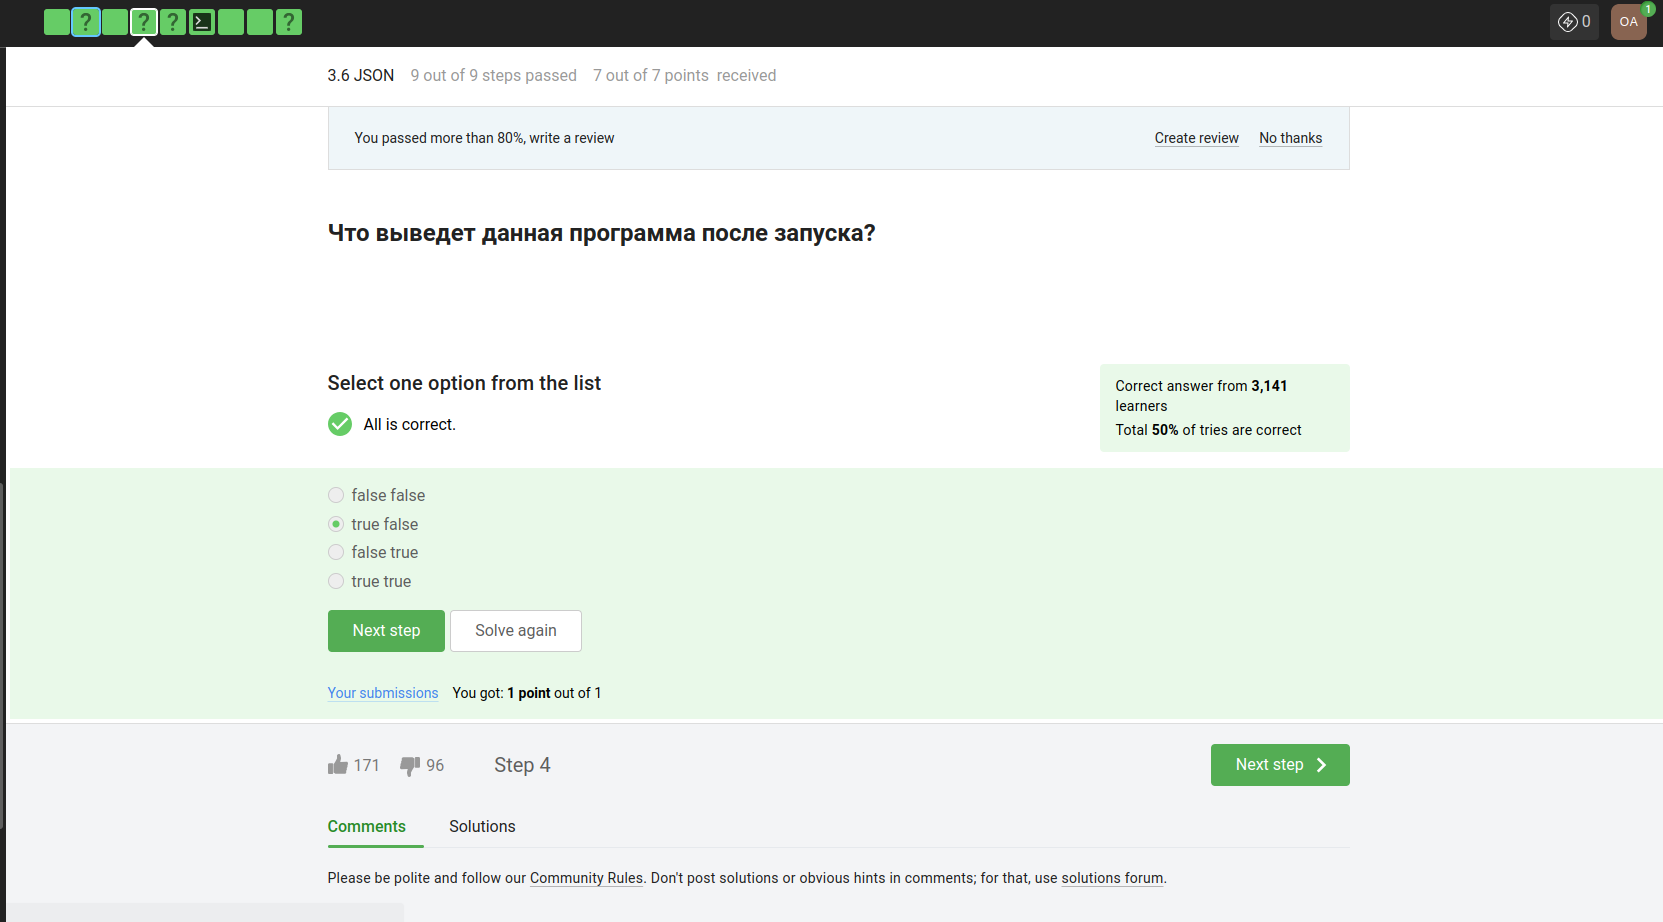 ? ? ? ?
0
OA
1
3.6 JSON 9 out of 9 steps passed 7 out of 7 points received
You passed more than 80%, write a review Create review No thanks
Что выведет данная программа после запуска?
Select one option from the list
All is correct.
Correct answer from 3,141
learners
Total 50% of tries are correct
false false
true false
false true
true true
Next step Solve again
Your submissions You got: 1 point out of 1
171 96 Step 4 Next step
Comments Solutions
Please be polite and follow our Community Rules. Don't post solutions or obvious hints in comments; for that, use solutions forum.